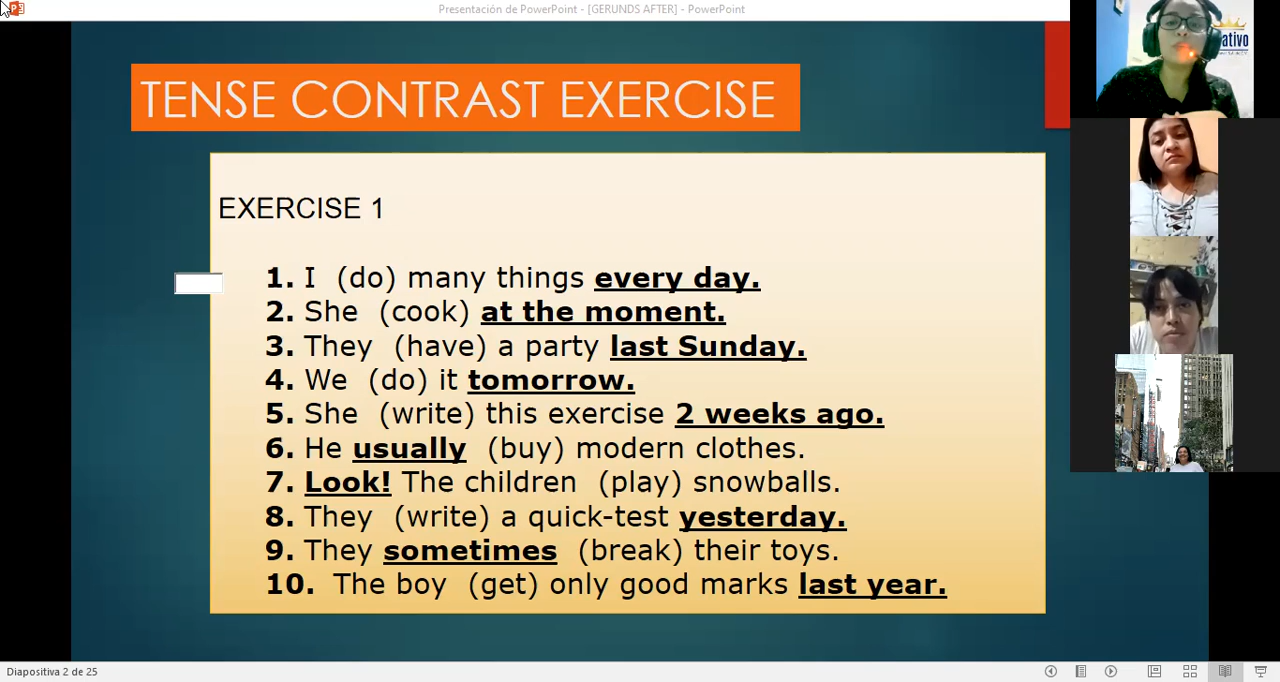 Presentación de PowerPoint - [GERUNDS AFTER] - PowerPoint
TENSE CONTRAST EXERCISE
EXERCISE 1
1. I (do) many things every day.
2. She (cook) at the moment.
3. They (have) a party last Sunday.
4. We (do) it tomorrow.
5. She (write) this exercise 2 weeks ago.
6. He usually (buy) modern clothes.
7. Look! The children (play) snowballs.
8. They (write) a quick-test yesterday.
9. They sometimes (break) their toys.
10. The boy (get) only good marks last year.
Diapositiva 2 de 25